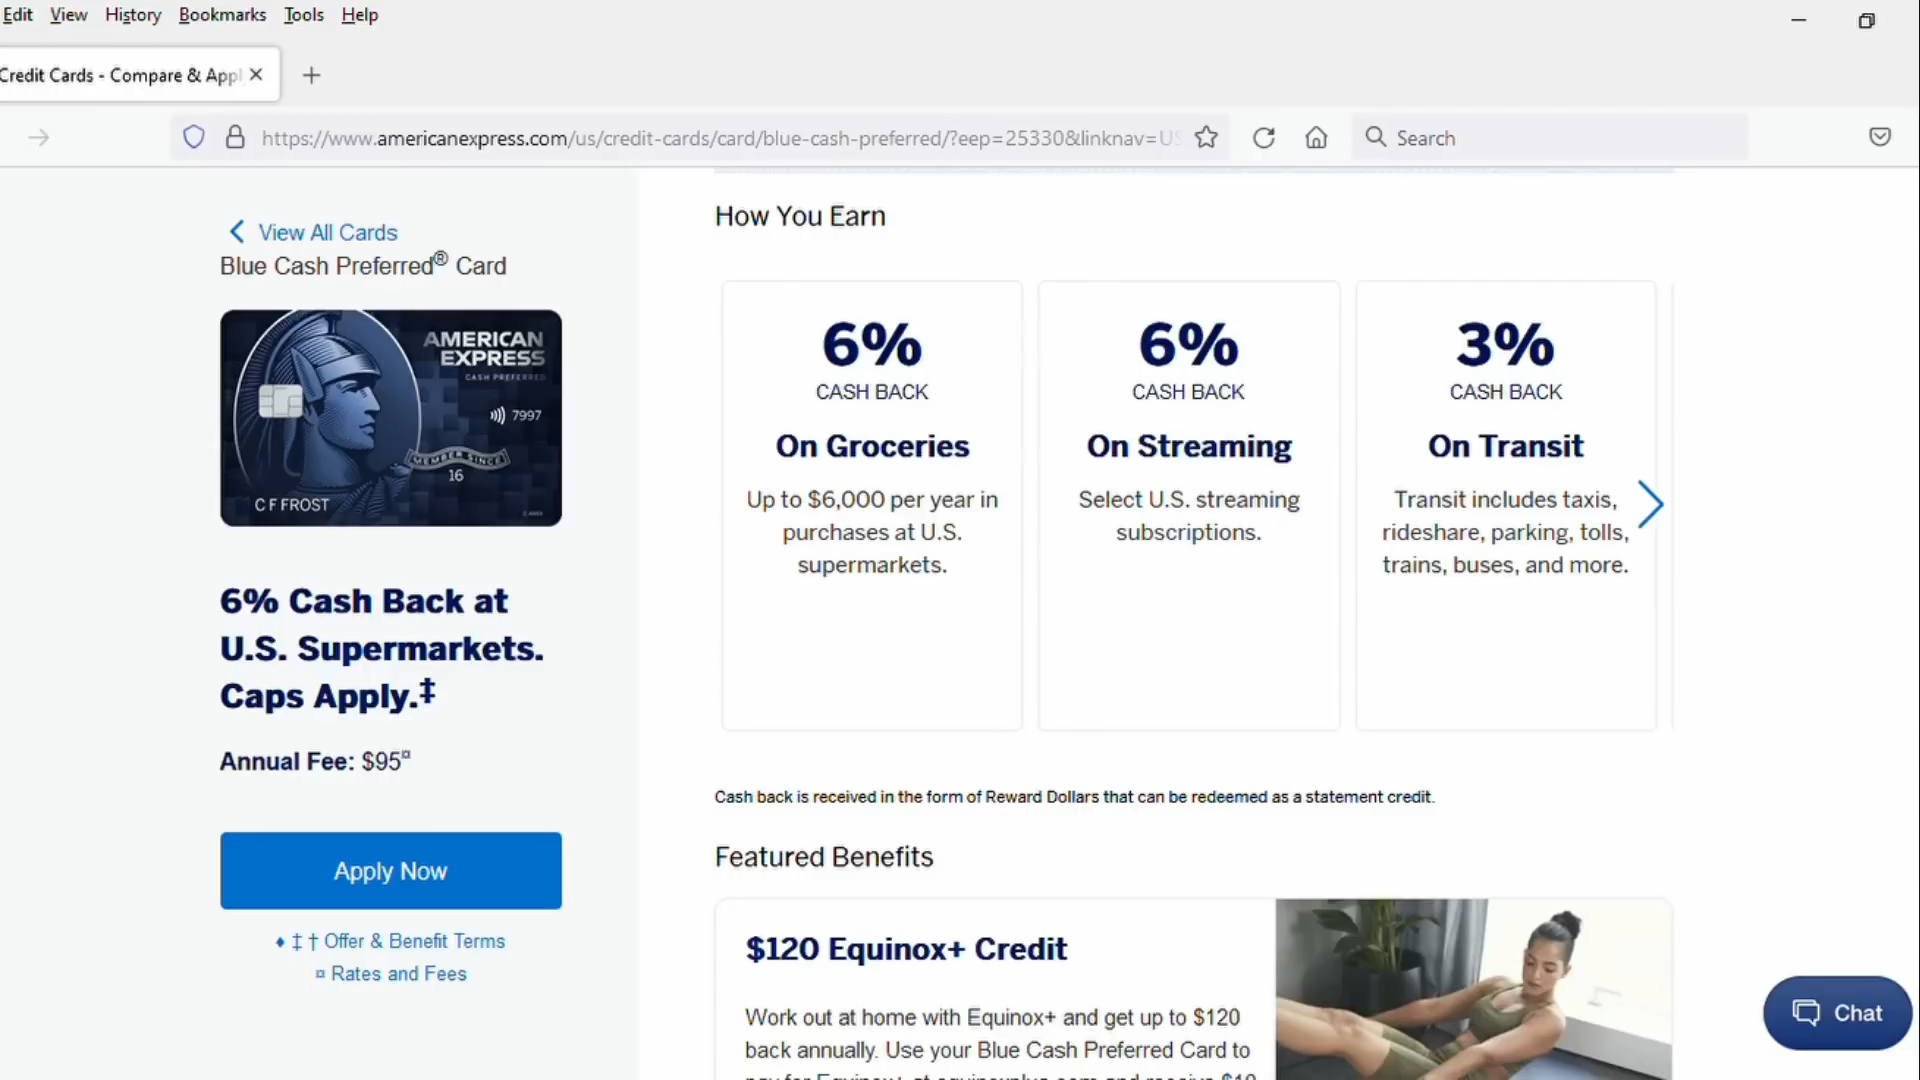 Edit View History Bookmarks Tools Help
Credit Cards - Compare & Appl
https://www.americanexpress.com/us/credit-cards/card/blue-cash-preferred/?eep=25330&linknav=US
Search
View All Cards
Blue Cash Preferred® Card
AMERICAN
EXPRESS
CASH PREFERRED
7997
MEMBER SINCE
16
C F FROST
6% Cash Back at
U.S. Supermarkets.
Caps Apply.‡
Annual Fee: $95¤
Apply Now
♦ ‡ † Offer & Benefit Terms
¤ Rates and Fees
How You Earn
6%
CASH BACK
On Groceries
Up to $6,000 per year in
purchases at U.S.
supermarkets.
6%
CASH BACK
On Streaming
Select U.S. streaming
subscriptions.
3%
CASH BACK
On Transit
Transit includes taxis,
rideshare, parking, tolls,
trains, buses, and more.
Cash back is received in the form of Reward Dollars that can be redeemed as a statement credit.
Featured Benefits
$120 Equinox+ Credit
Work out at home with Equinox+ and get up to $120
back annually. Use your Blue Cash Preferred Card to
Chat